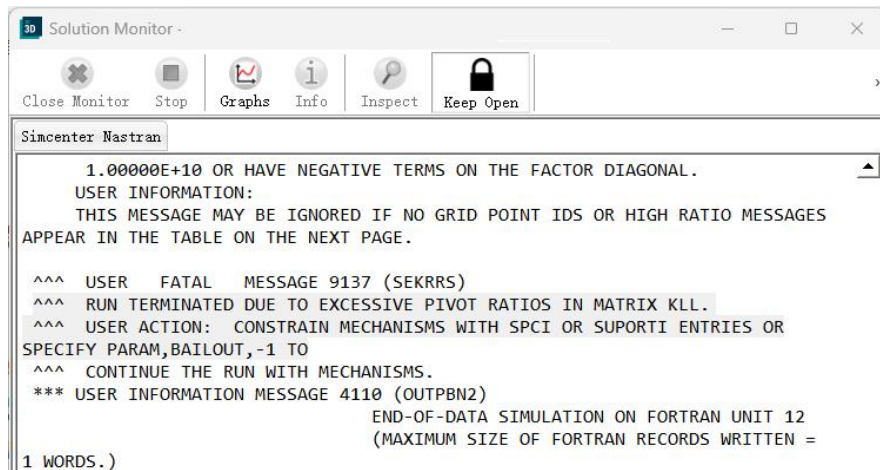 3D Solution Monitor -
Close Monitor Stop Graphs Info Inspect Keep Open
Simcenter Nastran
1.00000E+10 OR HAVE NEGATIVE TERMS ON THE FACTOR DIAGONAL.
USER INFORMATION:
THIS MESSAGE MAY BE IGNORED IF NO GRID POINT IDS OR HIGH RATIO MESSAGES
APPEAR IN THE TABLE ON THE NEXT PAGE.
^^^ USER FATAL MESSAGE 9137 (SEKRRS)
^^^ RUN TERMINATED DUE TO EXCESSIVE PIVOT RATIOS IN MATRIX KLL.
^^^ USER ACTION: CONSTRAIN MECHANISMS WITH SPCI OR SUPORTI ENTRIES OR
SPECIFY PARAM,BAILOUT,-1 TO
^^^ CONTINUE THE RUN WITH MECHANISMS.
*** USER INFORMATION MESSAGE 4110 (OUTPBN2)
END-OF-DATA SIMULATION ON FORTRAN UNIT 12
(MAXIMUM SIZE OF FORTRAN RECORDS WRITTEN =
1 WORDS.)